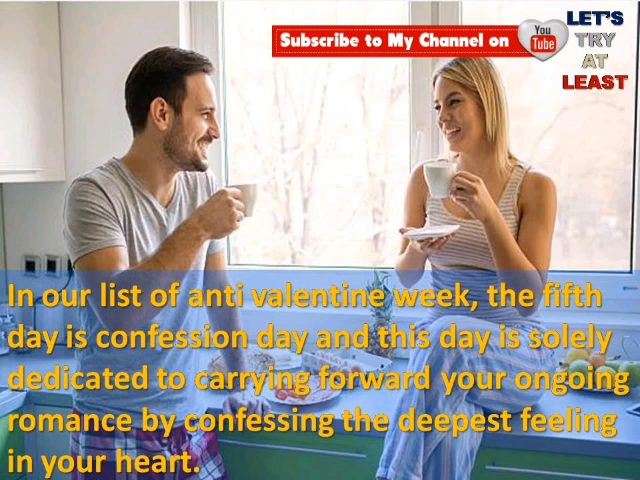 Subscribe to My Channel on
You
Tube
LET'S
TRY
AT
LEAST
In our list of anti valentine week, the fifth
day is confession day and this day is solely
dedicated to carrying forward your ongoing
romance by confessing the deepest feeling
in your heart.